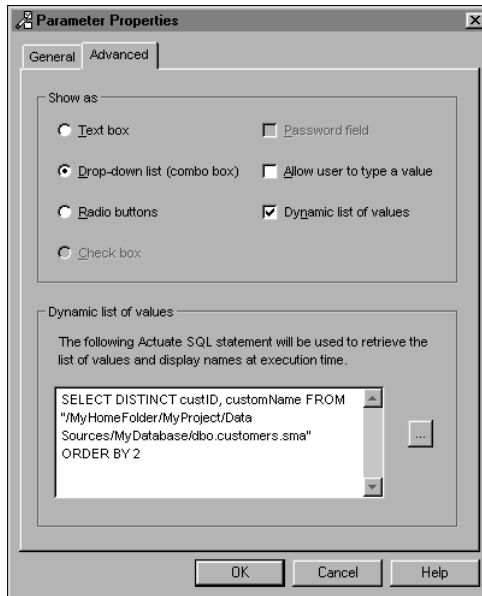 Parameter Properties
General
Advanced
Show as
Text box
Password field
Drop-down list (combo box)
Allow user to type a value
Radio buttons
Dynamic list of values
Check box
Dynamic list of values
The following Actuate SQL statement will be used to retrieve the
list of values and display names at execution time.
SELECT DISTINCT custID, customName FROM
"/MyHomeFolder/MyProject/Data
Sources/MyDatabase/dbo.customers.sma"
ORDER BY 2
...
OK
Cancel
Help